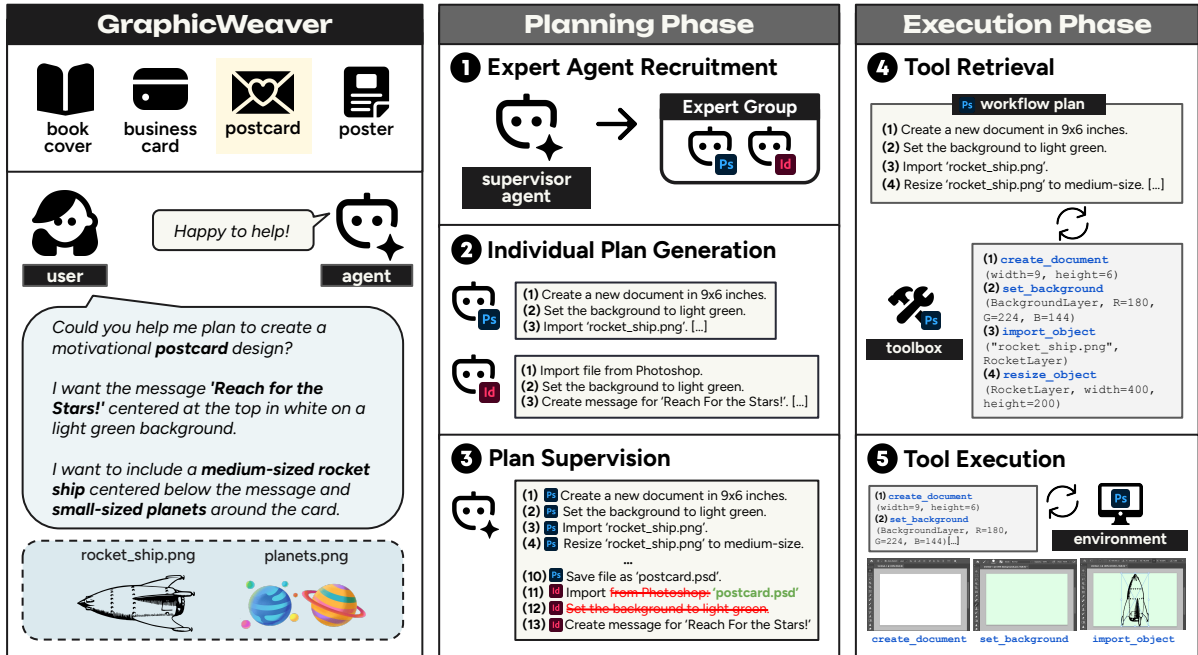 GraphicWeaver
book
cover
business
card
postcard
poster
user
Happy to help!
agent
Could you help me plan to create a
motivational postcard design?
I want the message 'Reach for the
Stars!' centered at the top in white on a
light green background.
I want to include a medium-sized rocket
ship centered below the message and
small-sized planets around the card.
rocket_ship.png
planets.png
Planning Phase
1 Expert Agent Recruitment
supervisor
agent
Expert Group
Ps
Id
2 Individual Plan Generation
Ps
(1) Create a new document in 9x6 inches.
(2) Set the background to light green.
(3) Import 'rocket_ship.png'. [...]
Id
(1) Import file from Photoshop.
(2) Set the background to light green.
(3) Create message for 'Reach For the Stars!'. [...]
3 Plan Supervision
(1) Ps Create a new document in 9x6 inches.
(2) Ps Set the background to light green.
(3) Ps Import 'rocket_ship.png'.
(4) Ps Resize 'rocket_ship.png' to medium-size.
...
(10) Ps Save file as 'postcard.psd'.
(11) Id Import from Photoshop. 'postcard.psd'
(12) Id Set the background to light green.
(13) Id Create message for 'Reach For the Stars!'
Execution Phase
4 Tool Retrieval
Ps workflow plan
(1) Create a new document in 9x6 inches.
(2) Set the background to light green.
(3) Import 'rocket_ship.png'.
(4) Resize 'rocket_ship.png' to medium-size. [...]
Ps
toolbox
(1) create_document
(width=9, height=6)
(2) set_background
(BackgroundLayer, R=180,
G=224, B=144)
(3) import_object
("rocket_ship.png",
RocketLayer)
(4) resize_object
(RocketLayer, width=400,
height=200)
5 Tool Execution
(1) create_document
(width=9, height=6)
(2) set_background
(BackgroundLayer, R=180,
G=224, B=144)[...]
Ps
environment
create_document
set_background
import_object